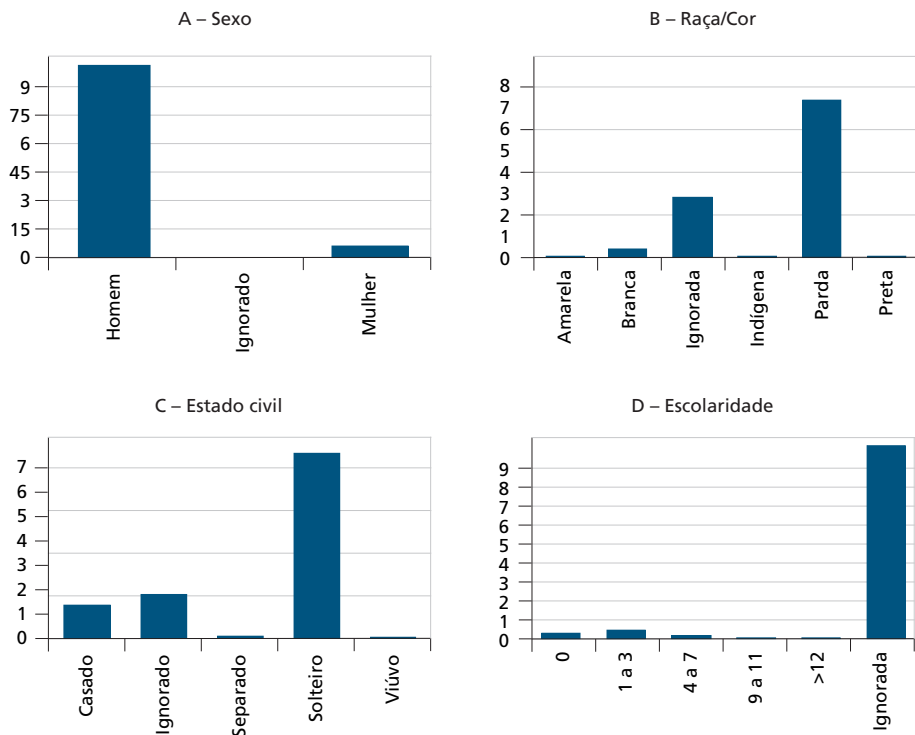 A – Sexo
9
75
6
45
3
15
0
Homem
Ignorado
Mulher
B – Raça/Cor
8
7
6
5
4
3
2
1
0
Amarela
Branca
Ignorada
Indígena
Parda
Preta
C – Estado civil
7
6
5
4
3
2
1
0
Casado
Ignorado
Separado
Solteiro
Viúvo
D – Escolaridade
9
8
7
6
5
4
3
2
1
0
0
1 a 3
4 a 7
9 a 11
>12
Ignorada